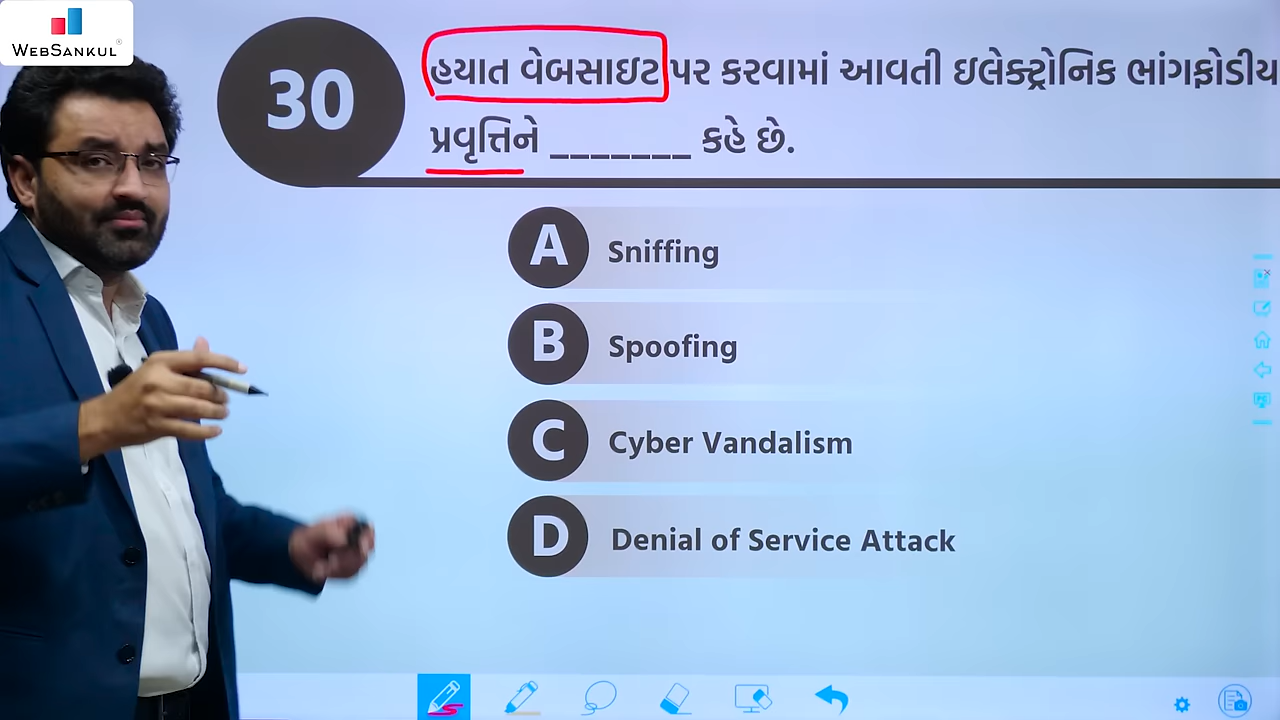 WEBSANKUL
30
હયાત વેબસાઇટ પર કરવામાં આવતી ઇલેક્ટ્રોનિક ભાંગફોડીય
પ્રવૃત્તિને _______ કહે છે.
A Sniffing
B Spoofing
C Cyber Vandalism
D Denial of Service Attack